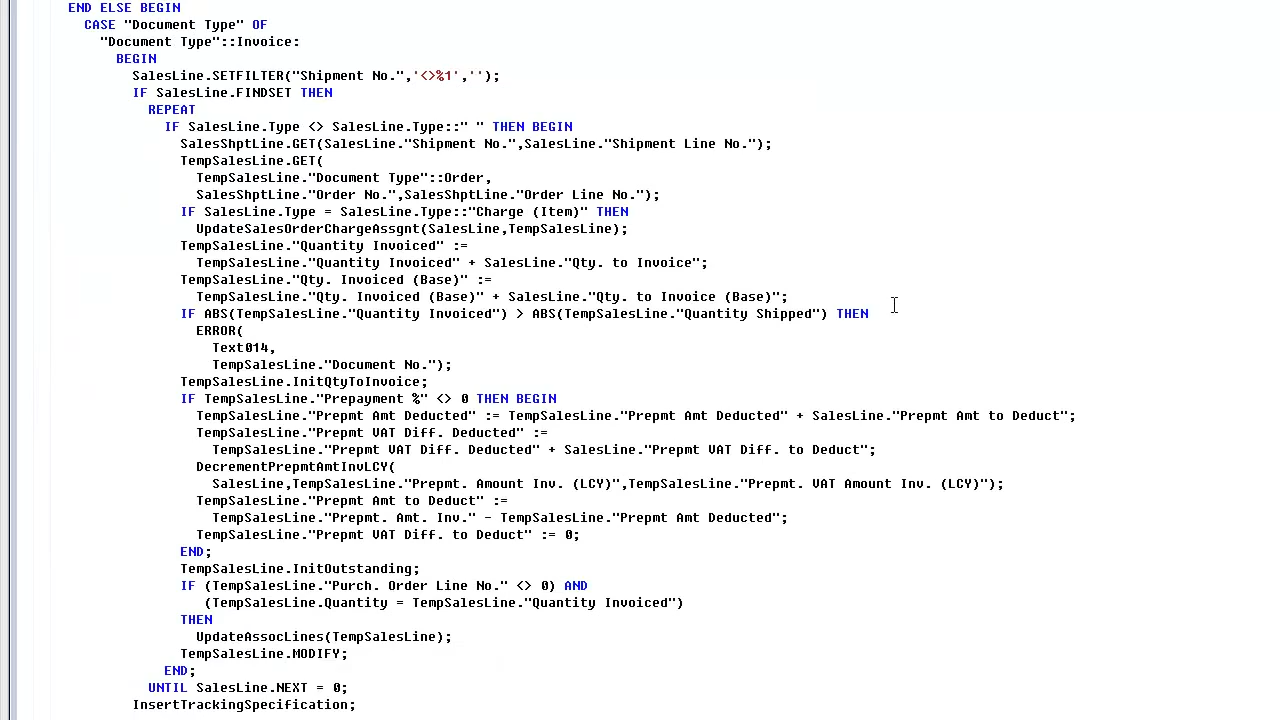 END ELSE BEGIN
CASE "Document Type" OF
"Document Type"::Invoice:
BEGIN
SalesLine.SETFILTER("Shipment No.",'<>%1','');
IF SalesLine.FINDSET THEN
REPEAT
IF SalesLine.Type <> SalesLine.Type::" " THEN BEGIN
SalesShptLine.GET(SalesLine."Shipment No.",SalesLine."Shipment Line No.");
TempSalesLine.GET(
TempSalesLine."Document Type"::Order,
SalesShptLine."Order No.",SalesShptLine."Order Line No.");
IF SalesLine.Type = SalesLine.Type::"Charge (Item)" THEN
UpdateSalesOrderChargeAssgnt(SalesLine,TempSalesLine);
TempSalesLine."Quantity Invoiced" :=
TempSalesLine."Quantity Invoiced" + SalesLine."Qty. to Invoice";
TempSalesLine."Qty. Invoiced (Base)" :=
TempSalesLine."Qty. Invoiced (Base)" + SalesLine."Qty. to Invoice (Base)";
IF ABS(TempSalesLine."Quantity Invoiced") > ABS(TempSalesLine."Quantity Shipped") THEN
ERROR(
Text014,
TempSalesLine."Document No.");
TempSalesLine.InitQtyToInvoice;
IF TempSalesLine."Prepayment %" <> 0 THEN BEGIN
TempSalesLine."Prepmt Amt Deducted" := TempSalesLine."Prepmt Amt Deducted" + SalesLine."Prepmt Amt to Deduct";
TempSalesLine."Prepmt VAT Diff. Deducted" :=
TempSalesLine."Prepmt VAT Diff. Deducted" + SalesLine."Prepmt VAT Diff. to Deduct";
DecrementPrepmtAmtInvLCY(
SalesLine,TempSalesLine."Prepmt. Amount Inv. (LCY)",TempSalesLine."Prepmt. VAT Amount Inv. (LCY)");
TempSalesLine."Prepmt Amt to Deduct" :=
TempSalesLine."Prepmt. Amt. Inv." - TempSalesLine."Prepmt Amt Deducted";
TempSalesLine."Prepmt VAT Diff. to Deduct" := 0;
END;
TempSalesLine.InitOutstanding;
IF (TempSalesLine."Purch. Order Line No." <> 0) AND
(TempSalesLine.Quantity = TempSalesLine."Quantity Invoiced")
THEN
UpdateAssocLines(TempSalesLine);
TempSalesLine.MODIFY;
END;
UNTIL SalesLine.NEXT = 0;
InsertTrackingSpecification;